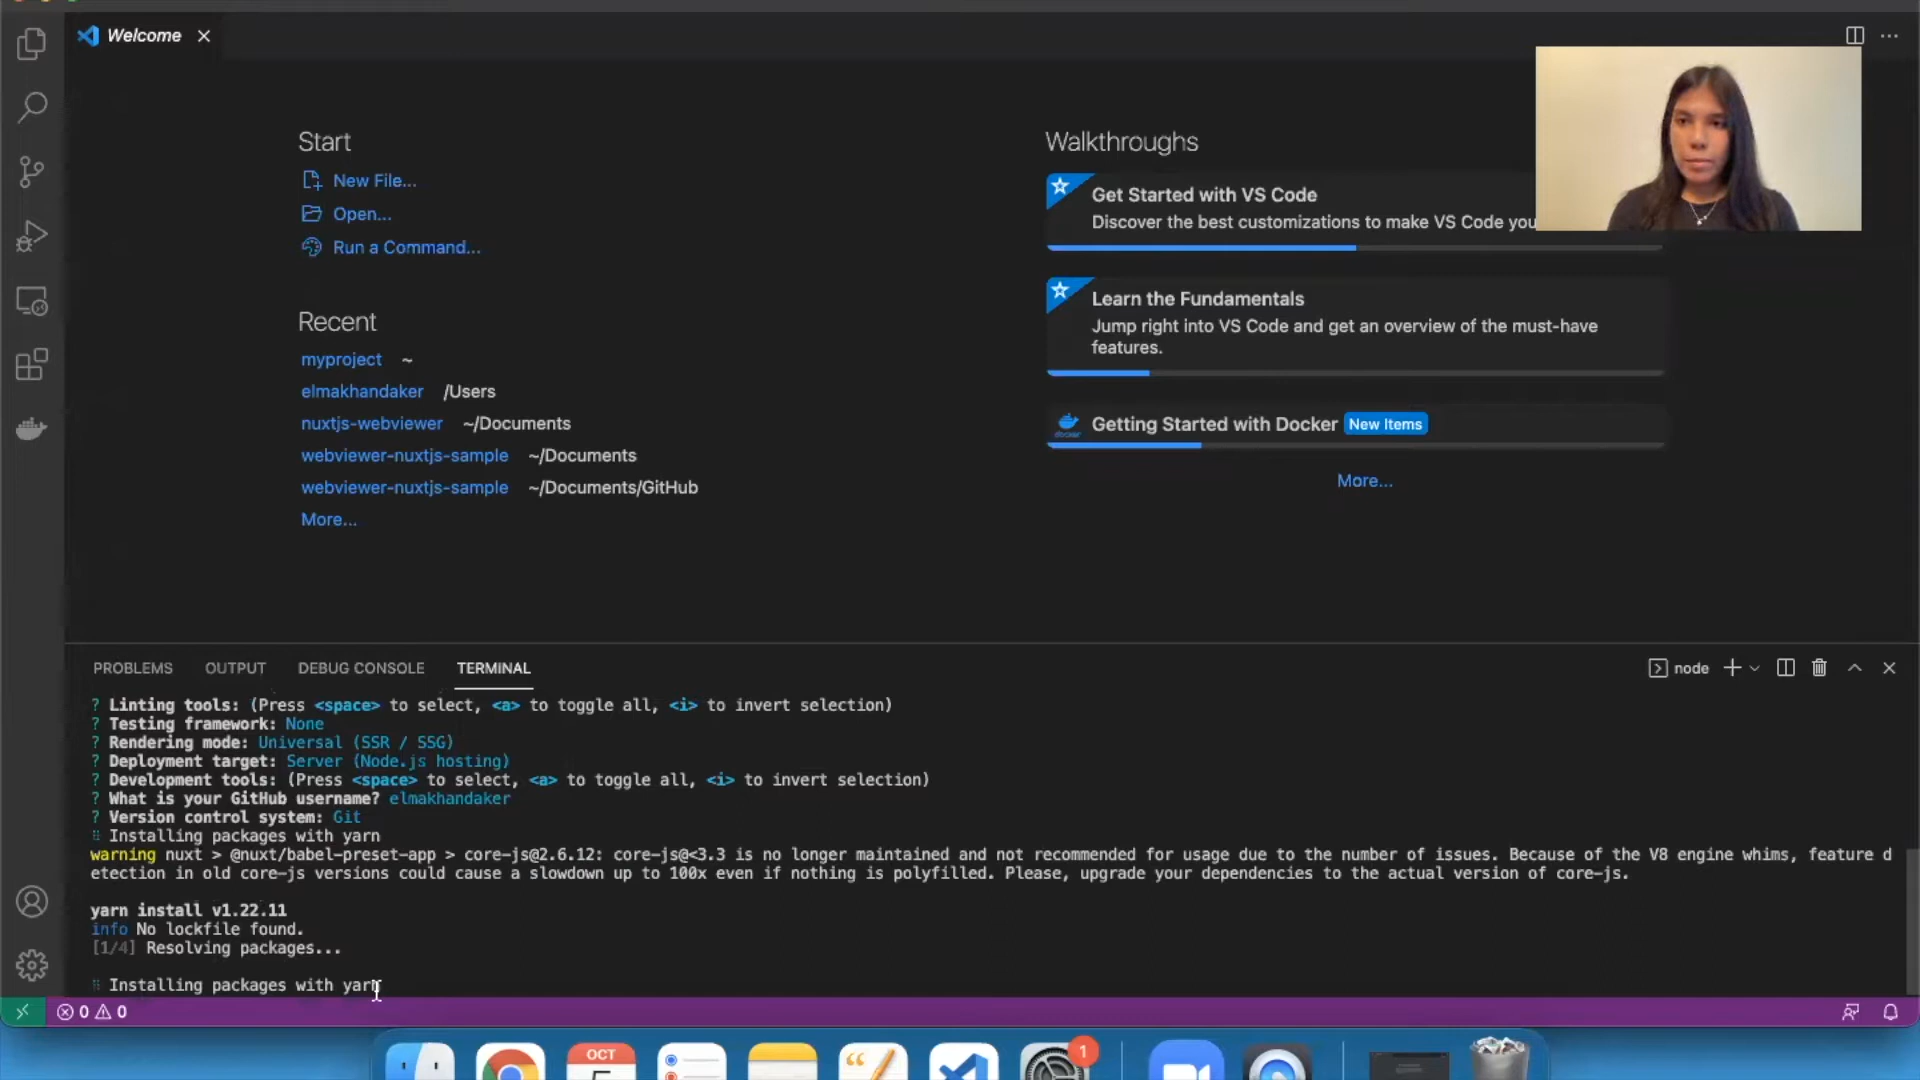 Welcome
Start
New File...
Open...
Run a Command...
Recent
myproject ~
elmakhandaker /Users
nuxtjs-webviewer ~/Documents
webviewer-nuxtjs-sample ~/Documents
webviewer-nuxtjs-sample ~/Documents/GitHub
More...
Walkthroughs
Get Started with VS Code
Discover the best customizations to make VS Code you
Learn the Fundamentals
Jump right into VS Code and get an overview of the must-have
features.
Getting Started with Docker New Items
More...
PROBLEMS OUTPUT DEBUG CONSOLE TERMINAL
node
? Linting tools: (Press <space> to select, <a> to toggle all, <i> to invert selection)
? Testing framework: None
? Rendering mode: Universal (SSR / SSG)
? Deployment target: Server (Node.js hosting)
? Development tools: (Press <space> to select, <a> to toggle all, <i> to invert selection)
? What is your GitHub username? elmakhandaker
? Version control system: Git
⠿ Installing packages with yarn
warning nuxt > @nuxt/babel-preset-app > core-js@2.6.12: core-js@<3.3 is no longer maintained and not recommended for usage due to the number of issues. Because of the V8 engine whims, feature d
etection in old core-js versions could cause a slowdown up to 100x even if nothing is polyfilled. Please, upgrade your dependencies to the actual version of core-js.
yarn install v1.22.11
info No lockfile found.
[1/4] Resolving packages...
⠿ Installing packages with yarn
0 0
OCT
1